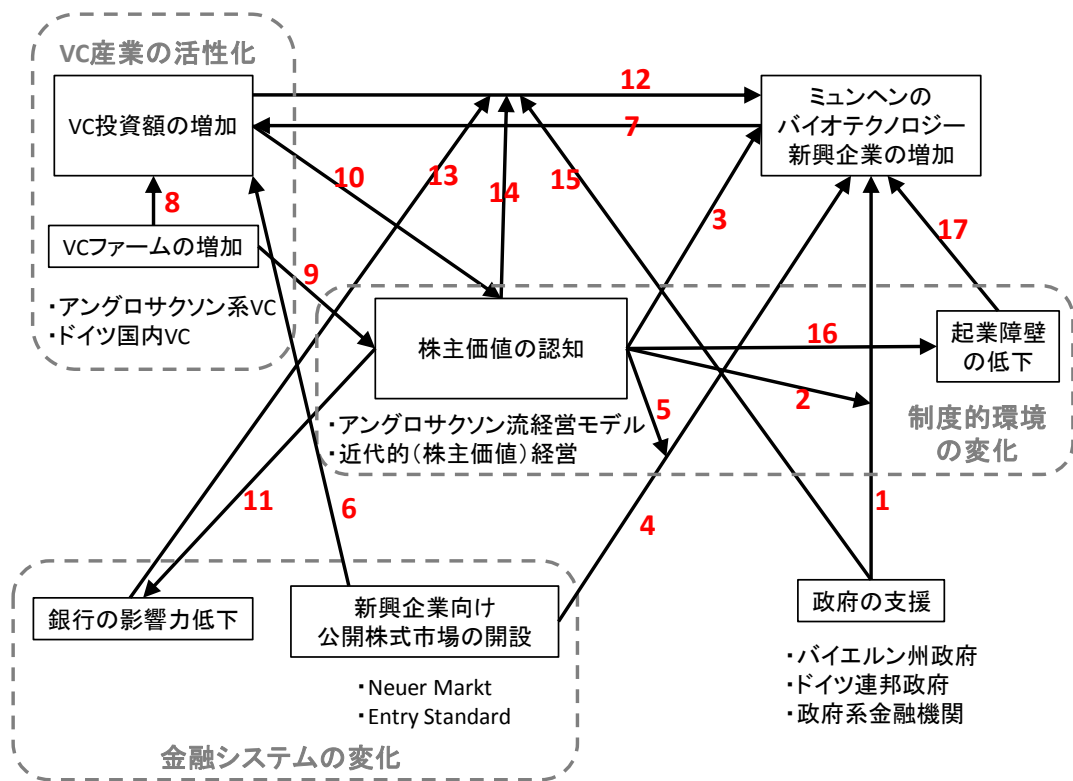 VC産業の活性化
VC投資額の増加
12
ミュンヘンの
バイオテクノロジー
新興企業の増加
7
10
13
14
15
3
8
17
VCファームの増加
9
・アングロサクソン系VC
・ドイツ国内VC
株主価値の認知
16
起業障壁
の低下
2
5
・アングロサクソン流経営モデル
・近代的（株主価値）経営
制度的環境
の変化
11
6
4
1
銀行の影響力低下
新興企業向け
公開株式市場の開設
政府の支援
・Neuer Markt
・Entry Standard
・バイエルン州政府
・ドイツ連邦政府
・政府系金融機関
金融システムの変化